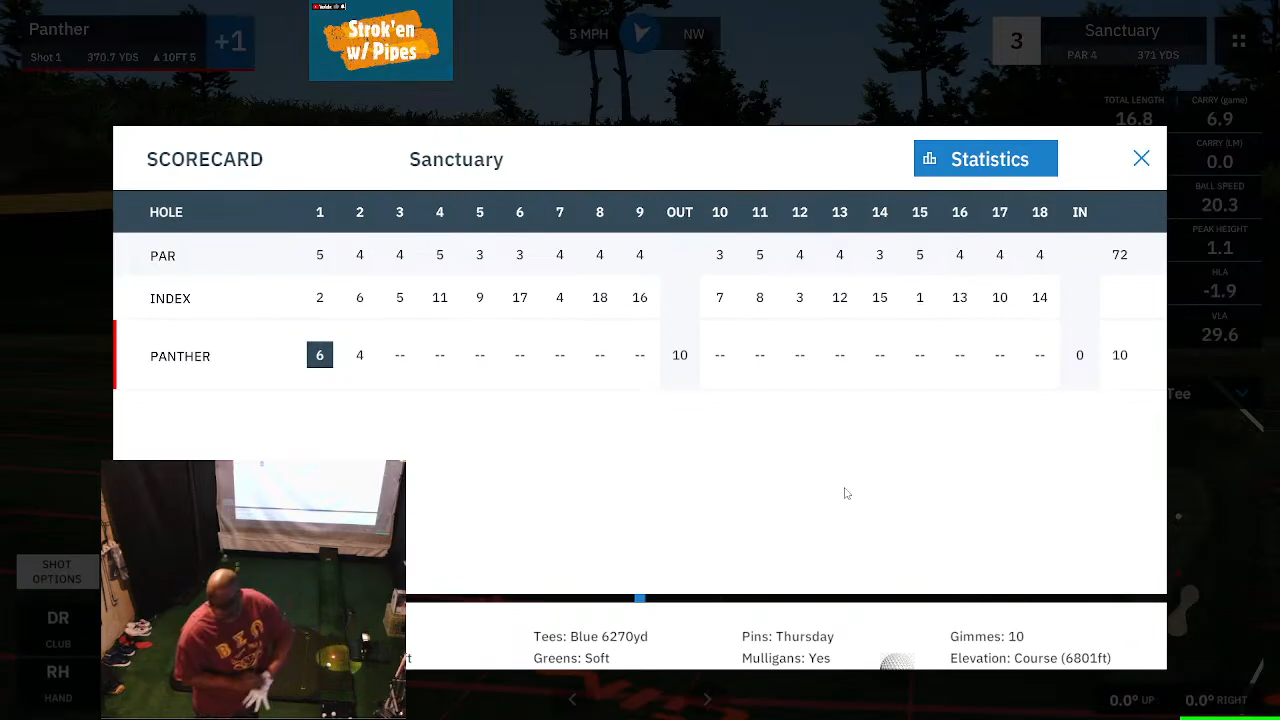 Panther
Shot 1 370.7 YDS ▲10FT 5
+1
YouTube
Strok'en
w/ Pipes
5 MPH NW
3
Sanctuary
PAR 4 371 YDS
TOTAL LENGTH
16.8
CARRY (game)
6.9
CARRY (LM)
0.0
BALL SPEED
20.3
PEAK HEIGHT
1.1
HLA
-1.9
VLA
29.6
Tee
SCORECARD Sanctuary Statistics
HOLE 1 2 3 4 5 6 7 8 9 OUT 10 11 12 13 14 15 16 17 18 IN
PAR 5 4 4 5 3 3 4 4 4 3 5 4 4 3 5 4 4 4 72
INDEX 2 6 5 11 9 17 4 18 16 7 8 3 12 15 1 13 10 14
PANTHER 6 4 -- -- -- -- -- -- -- 10 -- -- -- -- -- -- -- -- -- 0 10
SHOT
OPTIONS
DR
CLUB
RH
HAND
Tees: Blue 6270yd Pins: Thursday Gimmes: 10
Greens: Soft Mulligans: Yes Elevation: Course (6801ft)
0.0° UP 0.0° RIGHT